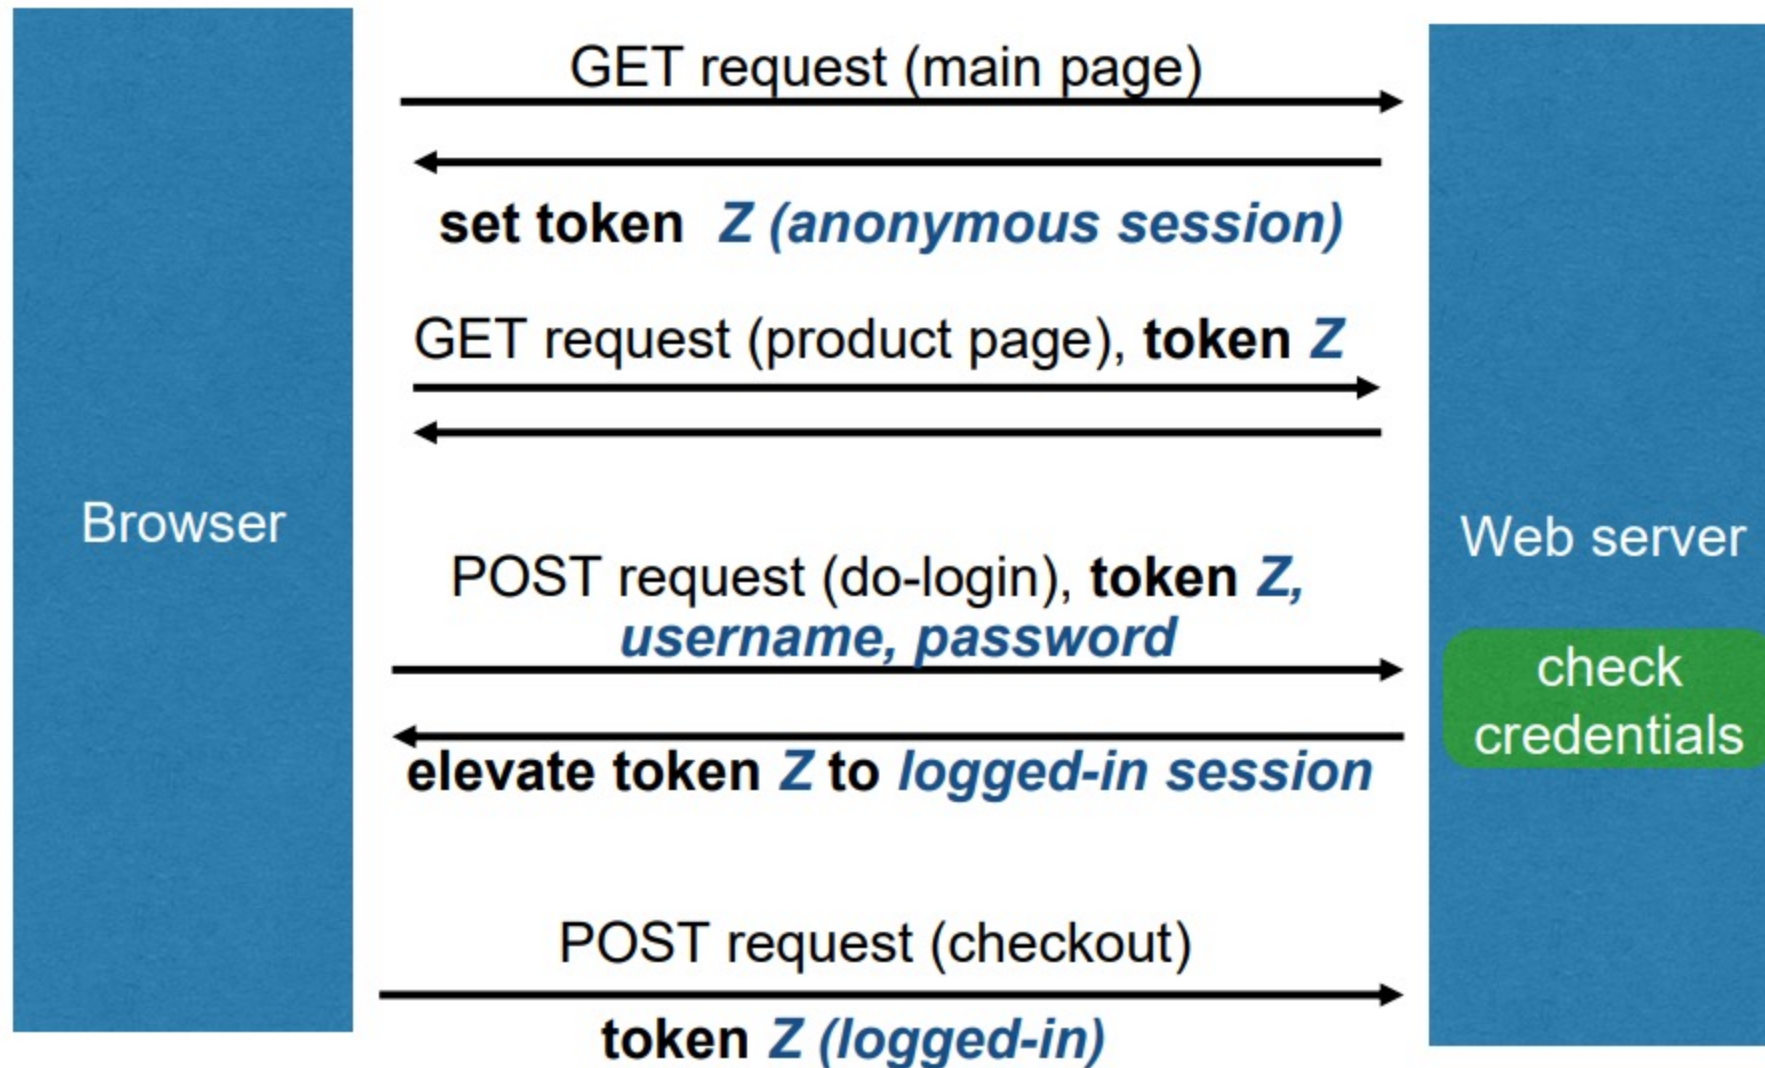 GET request (main page)
set token Z (anonymous session)
GET request (product page), token Z
Browser
Web server
POST request (do-login), token Z,
username, password
check
credentials
elevate token Z to logged-in session
POST request (checkout)
token Z (logged-in)